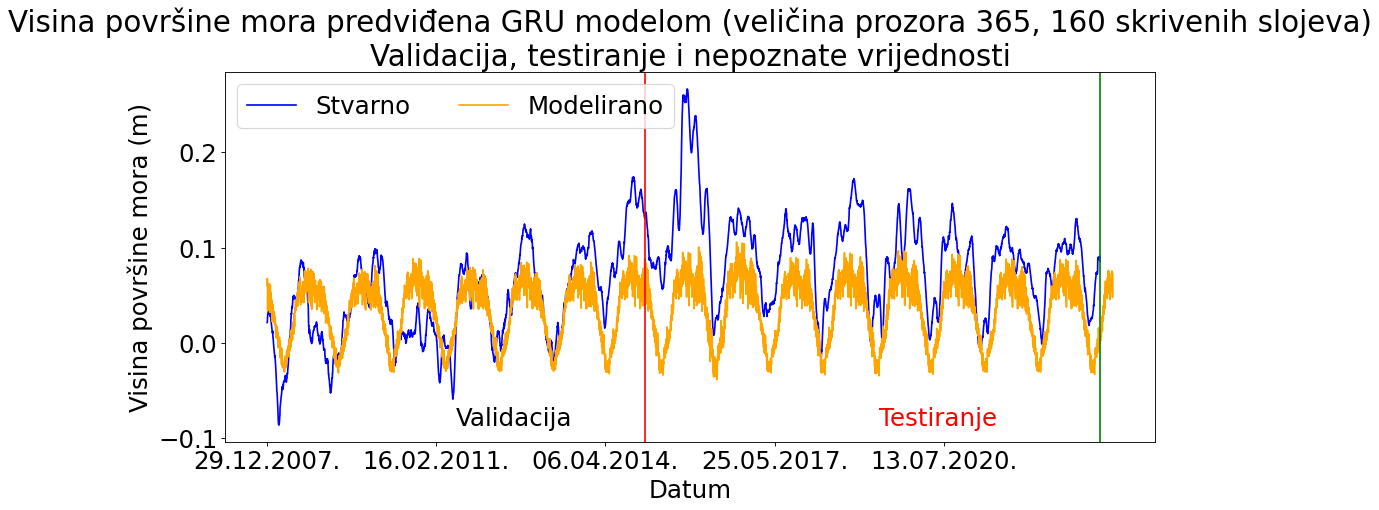 Visina površine mora predviđena GRU modelom (veličina prozora 365, 160 skrivenih slojeva)
Validacija, testiranje i nepoznate vrijednosti
Stvarno
Modelirano
Visina površine mora (m)
0.2
0.1
0.0
−0.1
Validacija
Testiranje
29.12.2007.
16.02.2011.
06.04.2014.
25.05.2017.
13.07.2020.
Datum